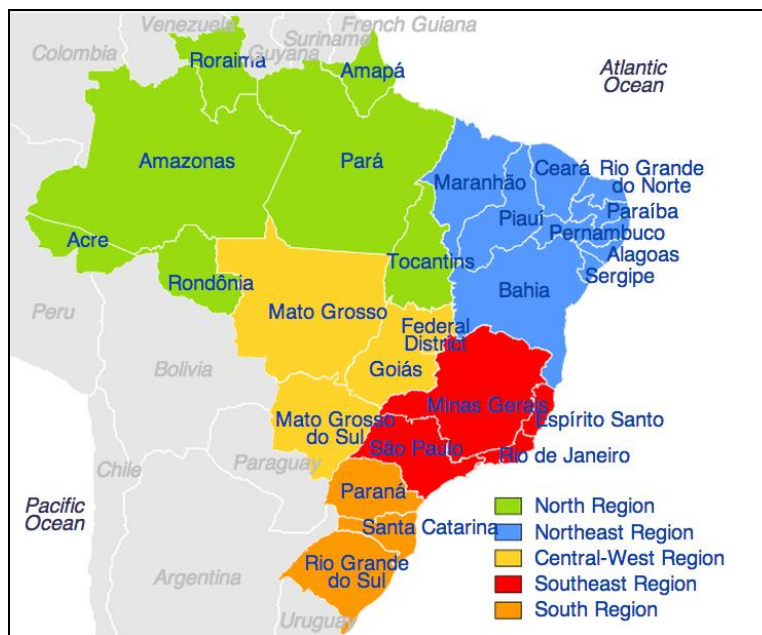 Venezuela
French Guiana
Suriname
Colombia
Guyana
Roraima
Amapá
Atlantic
Ocean
Amazonas
Pará
Maranhão
Ceará
Rio Grande
do Norte
Piauí
Paraíba
Pernambuco
Acre
Tocantins
Alagoas
Rondônia
Sergipe
Bahia
Peru
Mato Grosso
Federal
District
Bolivia
Goiás
Minas Gerais
Mato Grosso
do Sul
Espírito Santo
São Paulo
Rio de Janeiro
Paraguay
Chile
Paraná
Pacific
Ocean
Santa Catarina
Rio Grande
do Sul
Argentina
Uruguay
North Region
Northeast Region
Central-West Region
Southeast Region
South Region